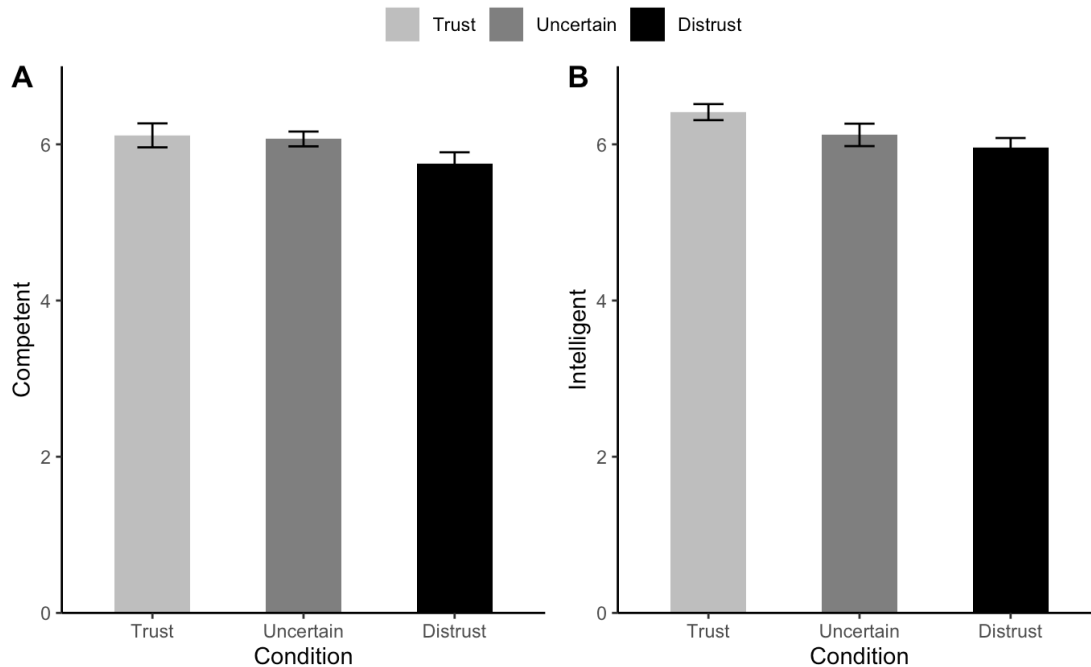 Trust Uncertain Distrust
A
6
4
2
0
Competent
Trust Uncertain Distrust
Condition
B
6
4
2
0
Intelligent
Trust Uncertain Distrust
Condition